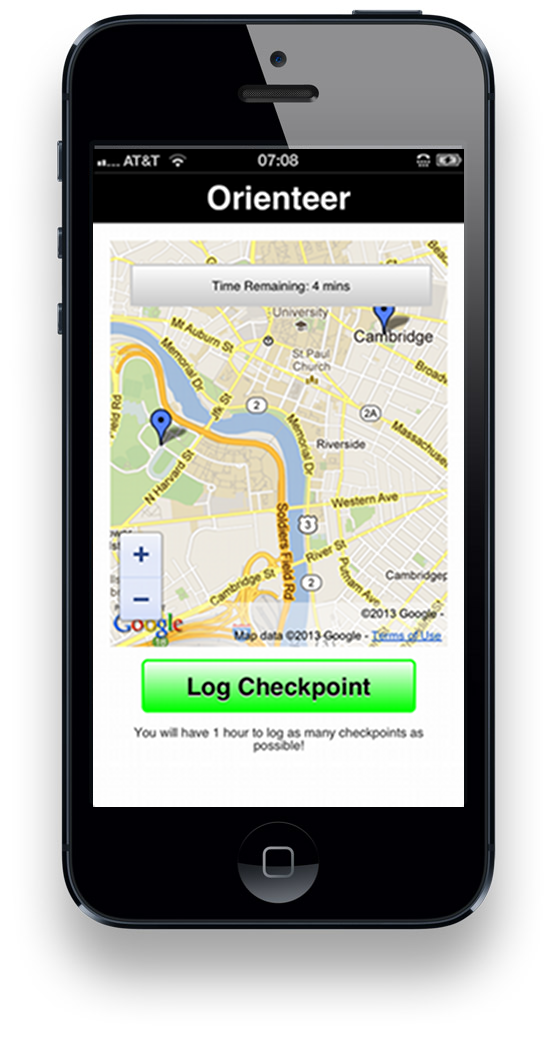 AT&T
07:08
Orienteer
Time Remaining: 4 mins
University
Cambridge
Mt Auburn St
St Paul
Church
Memorial Dr
2
2A
Memorial Dr
Riverside
N Harvard St
Western Ave
Soldiers Field Rd
3
River St
Putnam Ave
Cambridge St
2
+
−
©2013 Google -
Google
Map data ©2013 Google - Terms of Use
Log Checkpoint
You will have 1 hour to log as many checkpoints as
possible!